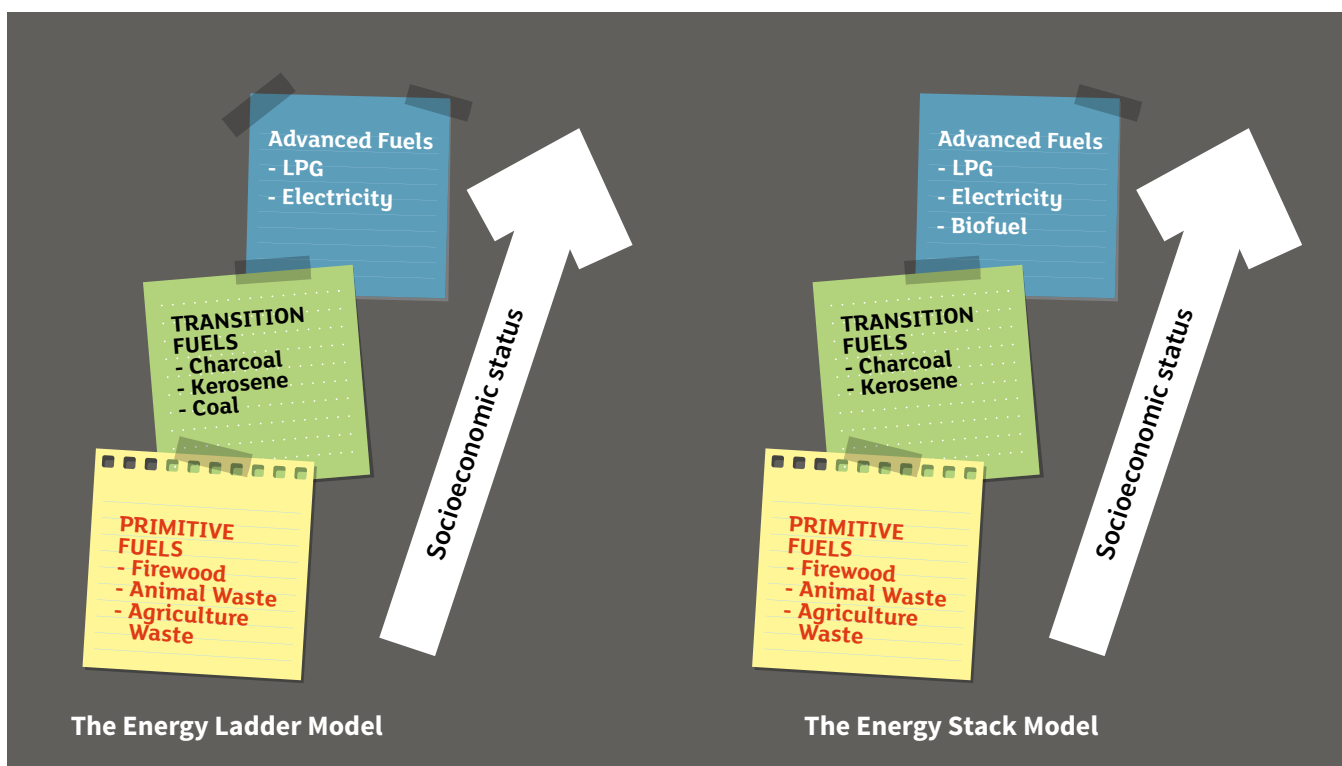 Advanced Fuels
- LPG
- Electricity
TRANSITION
FUELS
- Charcoal
- Kerosene
- Coal
PRIMITIVE
FUELS
- Firewood
- Animal Waste
- Agriculture
Waste
Socioeconomic status
The Energy Ladder Model
Advanced Fuels
- LPG
- Electricity
- Biofuel
TRANSITION
FUELS
- Charcoal
- Kerosene
PRIMITIVE
FUELS
- Firewood
- Animal Waste
- Agriculture
Waste
Socioeconomic status
The Energy Stack Model